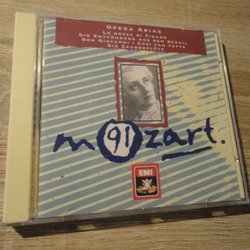 OPERA ARIAS
LE NOZZE DI FIGARO
DIE ENTFÜHRUNG AUS DEM SERAIL
DON GIOVANNI • COSÌ FAN TUTTE
DIE ZAUBERFLÖTE
m91zart.
EMI